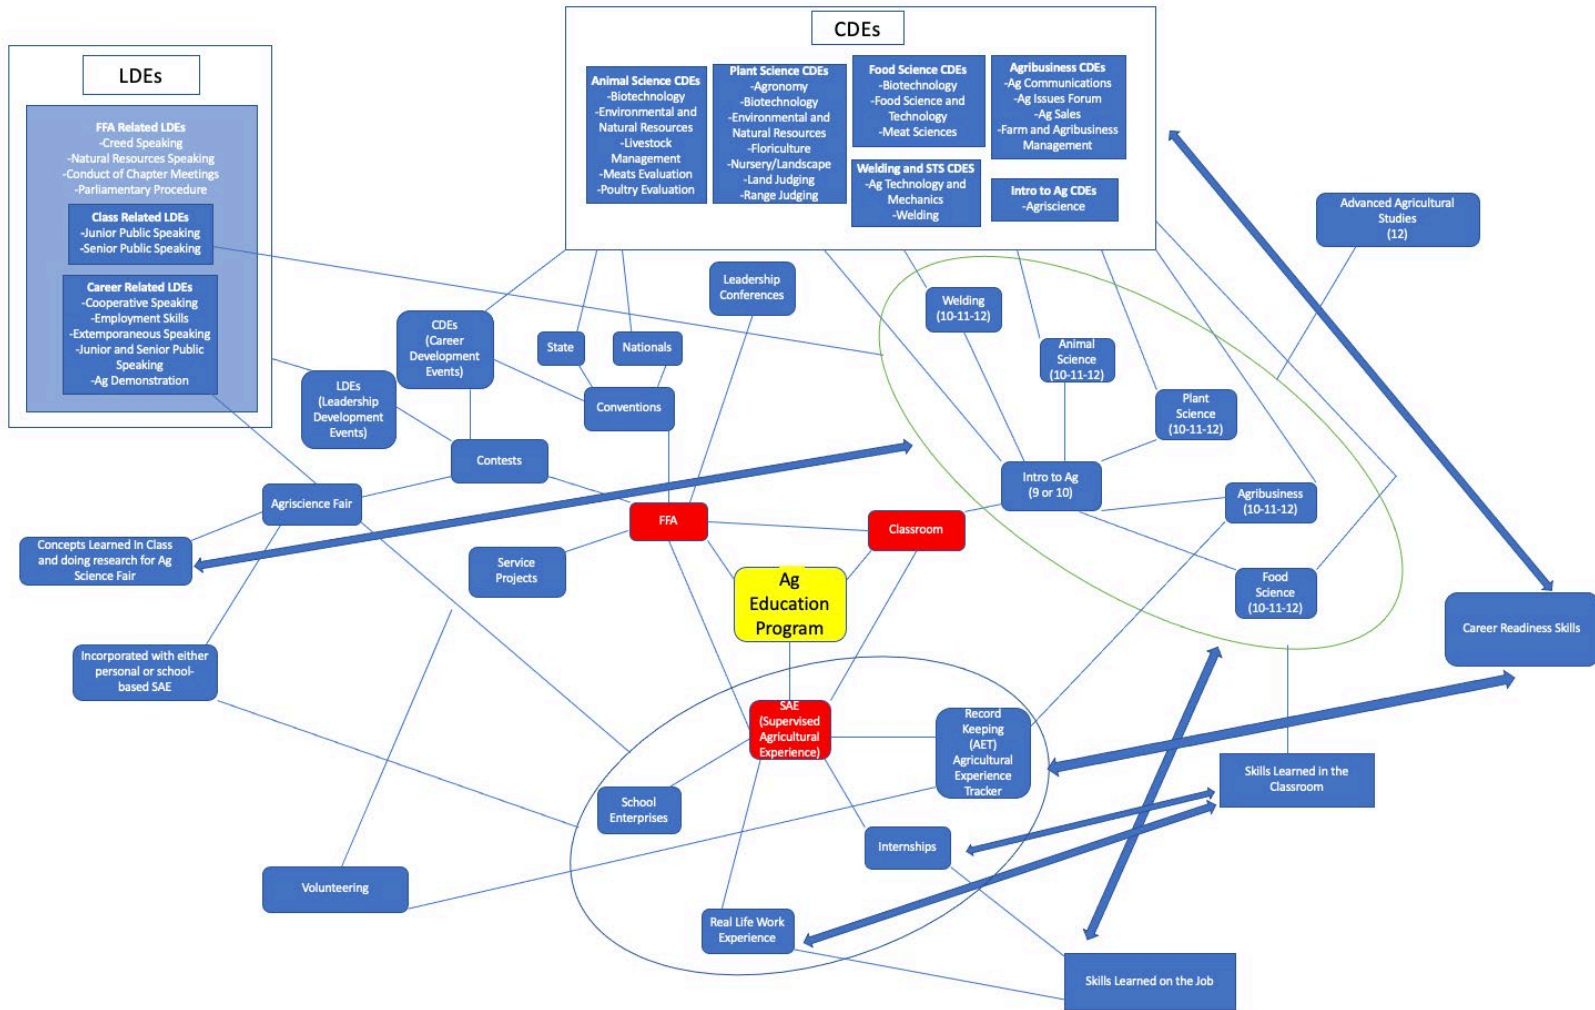 LDEs
FFA Related LDEs
-Creed Speaking
-Natural Resources Speaking
-Conduct of Chapter Meetings
-Parliamentary Procedure
Class Related LDEs
-Junior Public Speaking
-Senior Public Speaking
Career Related LDEs
-Cooperative Speaking
-Employment Skills
-Extemporaneous Speaking
-Junior and Senior Public
Speaking
-Ag Demonstration
CDEs
Animal Science CDEs
-Biotechnology
-Environmental and
Natural Resources
-Livestock
Management
-Meats Evaluation
-Poultry Evaluation
Plant Science CDEs
-Agronomy
-Biotechnology
-Environmental and
Natural Resources
-Floriculture
-Nursery/Landscape
-Land Judging
-Range Judging
Food Science CDEs
-Biotechnology
-Food Science and
Technology
-Meat Sciences
Welding and STS CDES
-Ag Technology and
Mechanics
-Welding
Agribusiness CDEs
-Ag Communications
-Ag Issues Forum
-Ag Sales
-Farm and Agribusiness
Management
Intro to Ag CDEs
-Agriscience
Advanced Agricultural
Studies
(12)
Leadership
Conferences
CDEs
(Career
Development
Events)
State
Nationals
LDEs
(Leadership
Development
Events)
Conventions
Contests
Welding
(10-11-12)
Animal
Science
(10-11-12)
Plant
Science
(10-11-12)
Intro to Ag
(9 or 10)
Agribusiness
(10-11-12)
Food
Science
(10-11-12)
Agriscience Fair
FFA
Classroom
Concepts Learned In Class
and doing research for Ag
Science Fair
Service
Projects
Ag
Education
Program
Career Readiness Skills
Incorporated with either
personal or school-
based SAE
SAE
(Supervised
Agricultural
Experience)
Record
Keeping
(AET)
Agricultural
Experience
Tracker
Skills Learned in the
Classroom
School
Enterprises
Internships
Volunteering
Real Life Work
Experience
Skills Learned on the Job